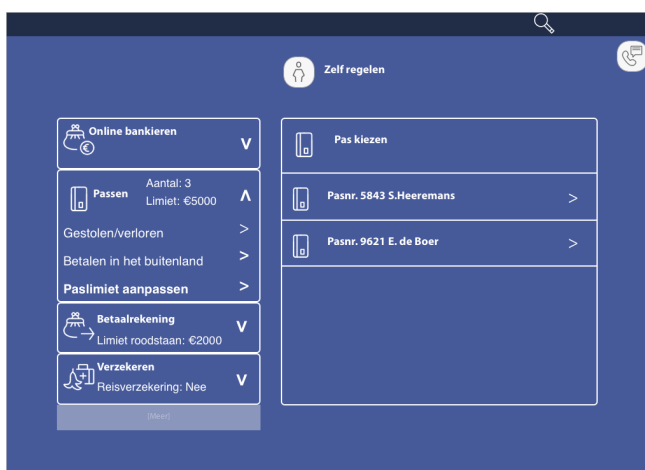 Zelf regelen
Online bankieren
€
V
Passen
Aantal: 3
Limiet: €5000
Gestolen/verloren >
Betalen in het buitenland >
Paslimiet aanpassen >
Betaalrekening
Limiet roodstaan: €2000
V
Verzekeren
Reisverzekering: Nee
V
[Meer]
Pas kiezen
Pasnr. 5843 S.Heeremans >
Pasnr. 9621 E. de Boer >